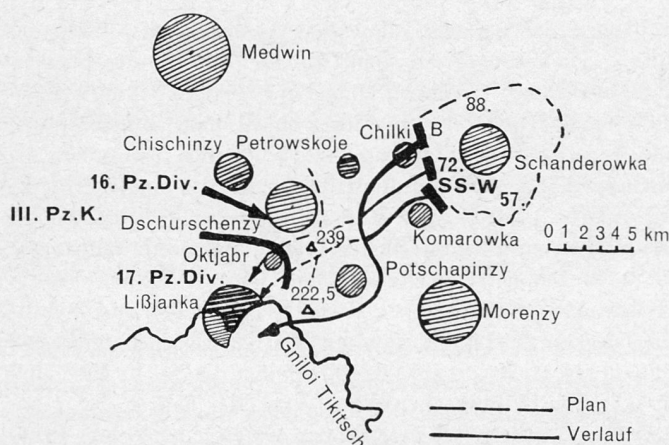 Medwin
88.
Chilki B
Chischinzy Petrowskoje
Schanderowka
72.
16. Pz.Div.
SS-W
57.
III. Pz.K.
Dschurschenzy
239
Komarowka
0 1 2 3 4 5 km
Oktjabr
17. Pz.Div.
Potschapinzy
Lißjanka
222,5
Morenzy
Gniloi Tikitsch
Plan
Verlauf